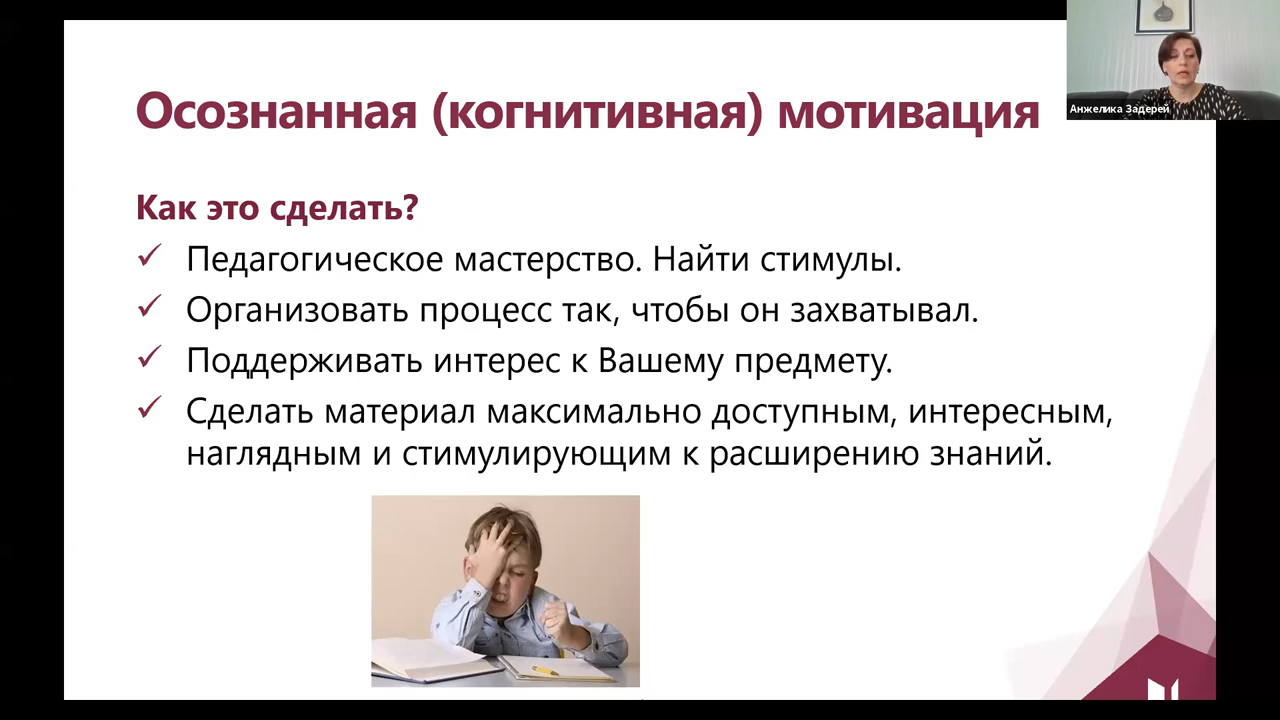 Осознанная (когнитивная) мотивация
Анжелика Задерей
Как это сделать?
✓ Педагогическое мастерство. Найти стимулы.
✓ Организовать процесс так, чтобы он захватывал.
✓ Поддерживать интерес к Вашему предмету.
✓ Сделать материал максимально доступным, интересным,
наглядным и стимулирующим к расширению знаний.